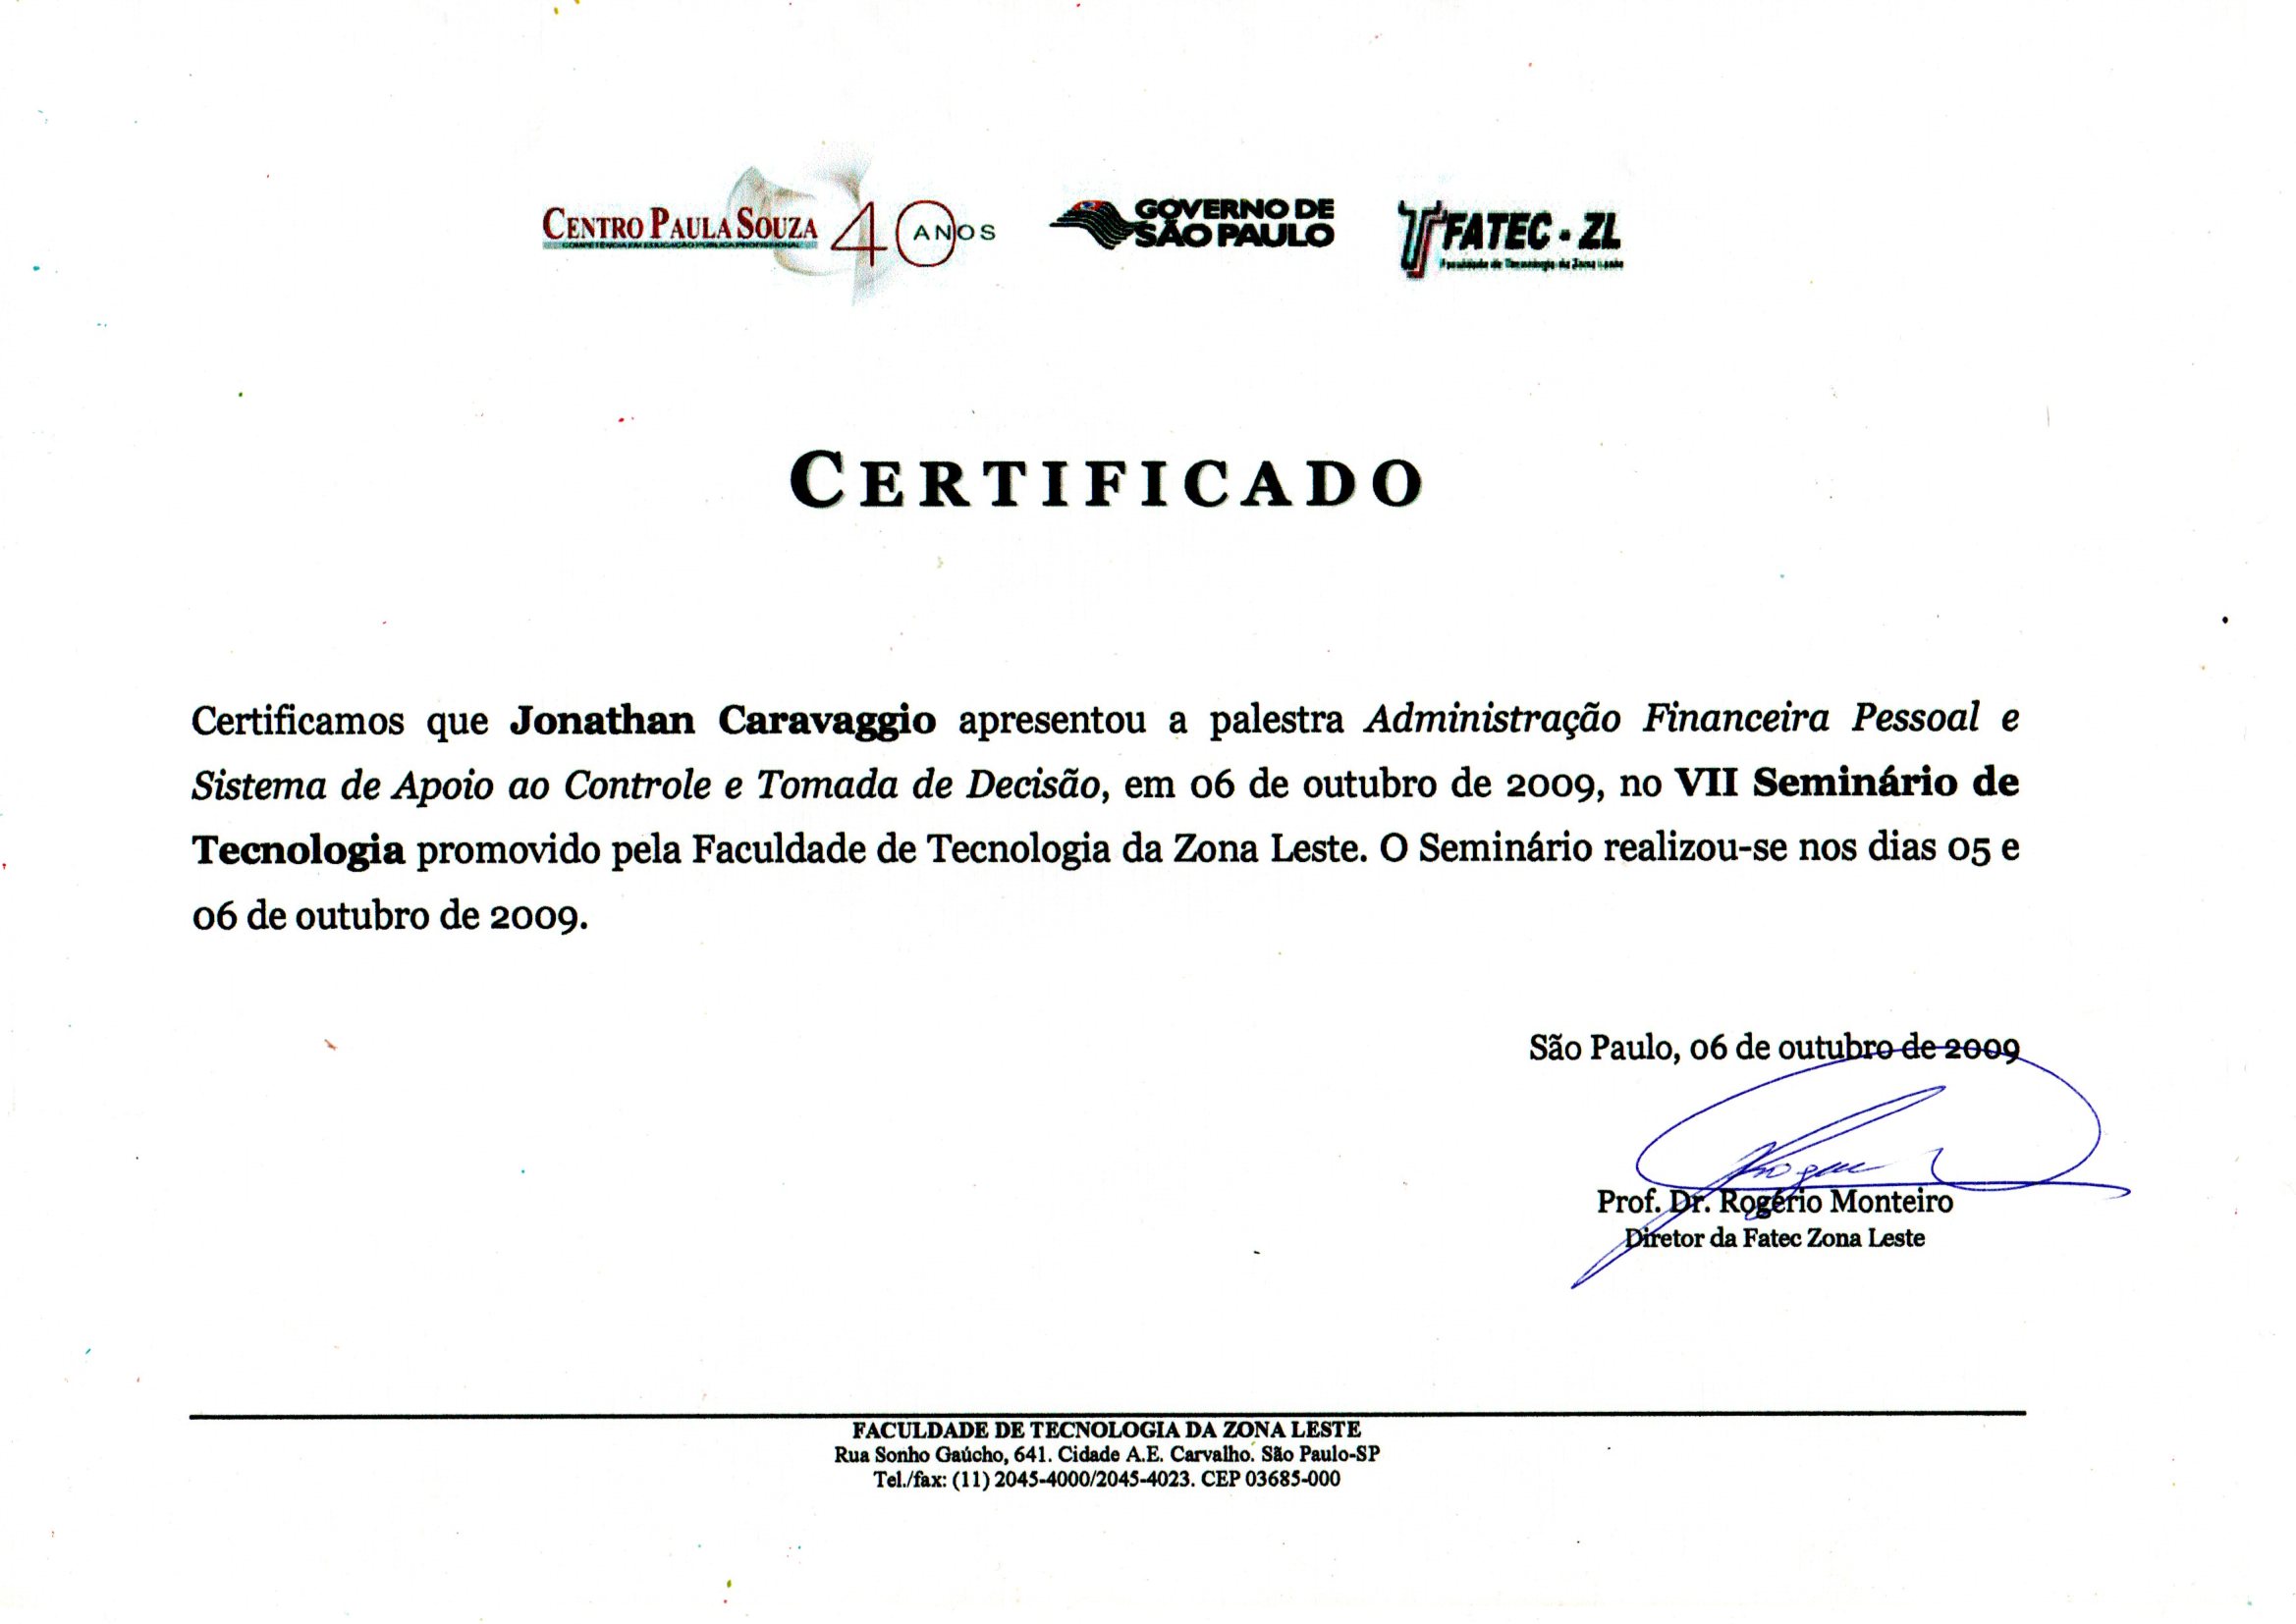 CENTRO PAULA SOUZA 40 ANOS
COMPETÊNCIA EM EDUCAÇÃO PÚBLICA PROFISSIONAL
GOVERNO DE
SÃO PAULO
FATEC - ZL
Faculdade de Tecnologia da Zona Leste
CERTIFICADO
Certificamos que Jonathan Caravaggio apresentou a palestra Administração Financeira Pessoal e
Sistema de Apoio ao Controle e Tomada de Decisão, em 06 de outubro de 2009, no VII Seminário de
Tecnologia promovido pela Faculdade de Tecnologia da Zona Leste. O Seminário realizou-se nos dias 05 e
06 de outubro de 2009.
São Paulo, 06 de outubro de 2009
Prof. Dr. Rogério Monteiro
Diretor da Fatec Zona Leste
FACULDADE DE TECNOLOGIA DA ZONA LESTE
Rua Sonho Gaúcho, 641. Cidade A.E. Carvalho. São Paulo-SP
Tel./fax: (11) 2045-4000/2045-4023. CEP 03685-000